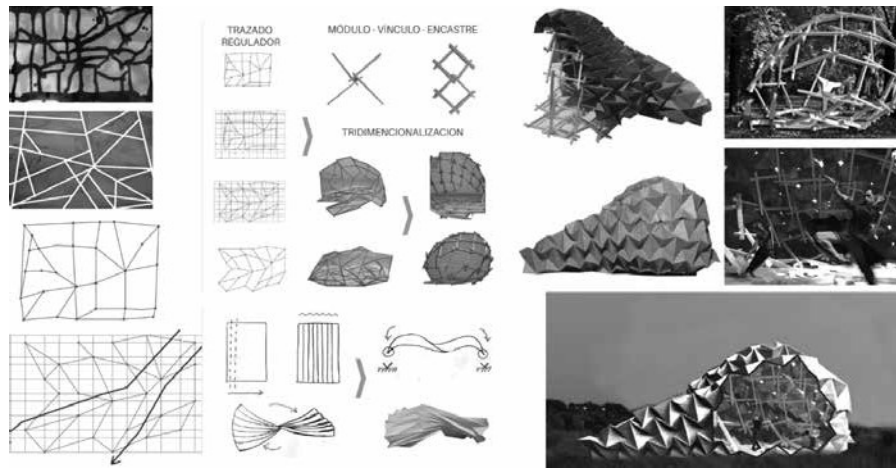 TRAZADO
REGULADOR
MÓDULO - VÍNCULO - ENCASTRE
TRIDIMENCIONALIZACION